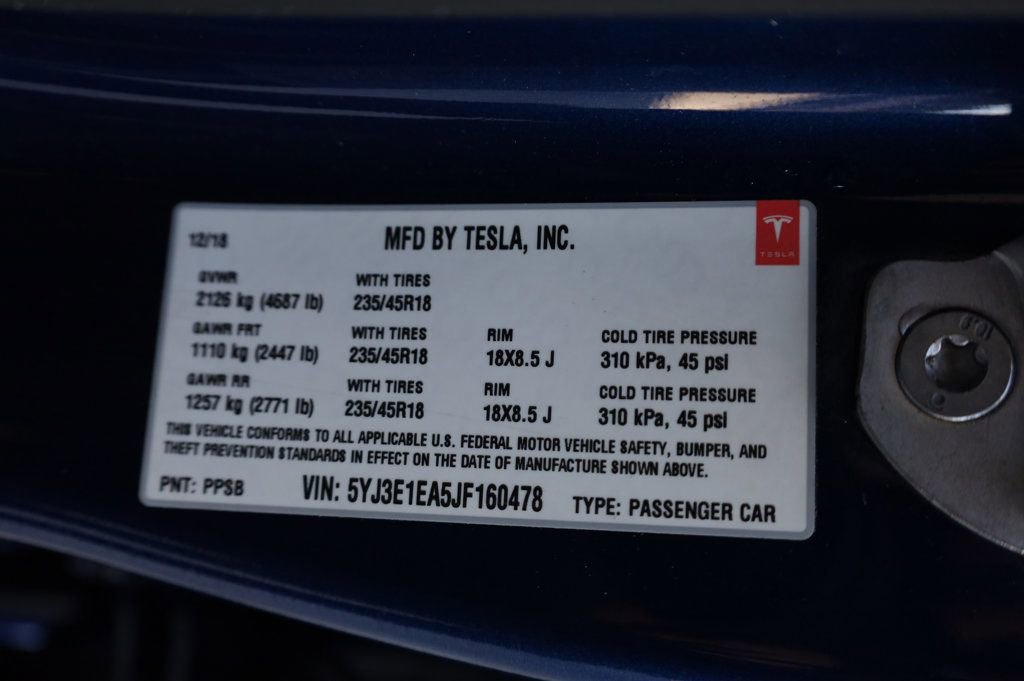 12/18 MFD BY TESLA, INC.
TESLA
GVWR WITH TIRES
2126 kg (4687 lb) 235/45R18
GAWR FRT WITH TIRES RIM COLD TIRE PRESSURE
1110 kg (2447 lb) 235/45R18 18X8.5 J 310 kPa, 45 psi
GAWR RR WITH TIRES RIM COLD TIRE PRESSURE
1257 kg (2771 lb) 235/45R18 18X8.5 J 310 kPa, 45 psi
THIS VEHICLE CONFORMS TO ALL APPLICABLE U.S. FEDERAL MOTOR VEHICLE SAFETY, BUMPER, AND
THEFT PREVENTION STANDARDS IN EFFECT ON THE DATE OF MANUFACTURE SHOWN ABOVE.
PNT: PPSB VIN: 5YJ3E1EA5JF160478 TYPE: PASSENGER CAR